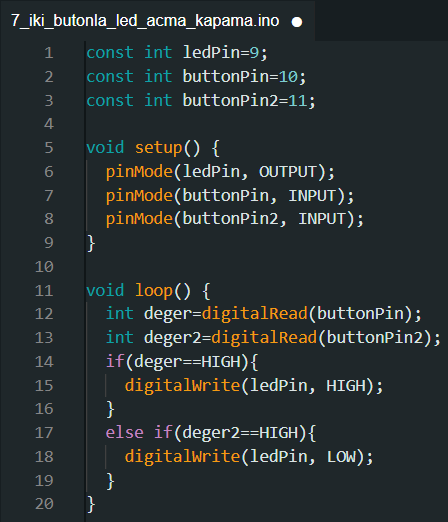 7_iki_butonla_led_acma_kapama.ino
1 const int ledPin=9;
2 const int buttonPin=10;
3 const int buttonPin2=11;
4
5 void setup() {
6 pinMode(ledPin, OUTPUT);
7 pinMode(buttonPin, INPUT);
8 pinMode(buttonPin2, INPUT);
9 }
10
11 void loop() {
12 int deger=digitalRead(buttonPin);
13 int deger2=digitalRead(buttonPin2);
14 if(deger==HIGH){
15 digitalWrite(ledPin, HIGH);
16 }
17 else if(deger2==HIGH){
18 digitalWrite(ledPin, LOW);
19 }
20 }